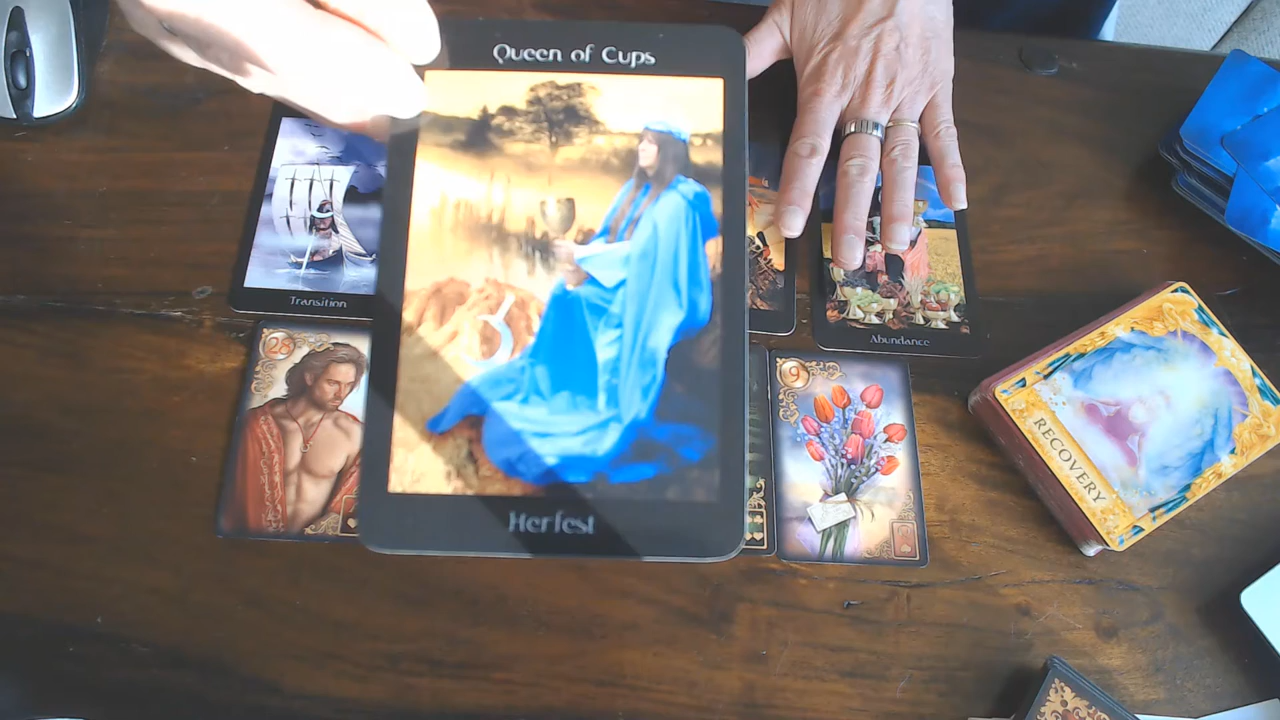 Queen of Cups
Herfest
Transition
Abundance
28
9
RECOVERY